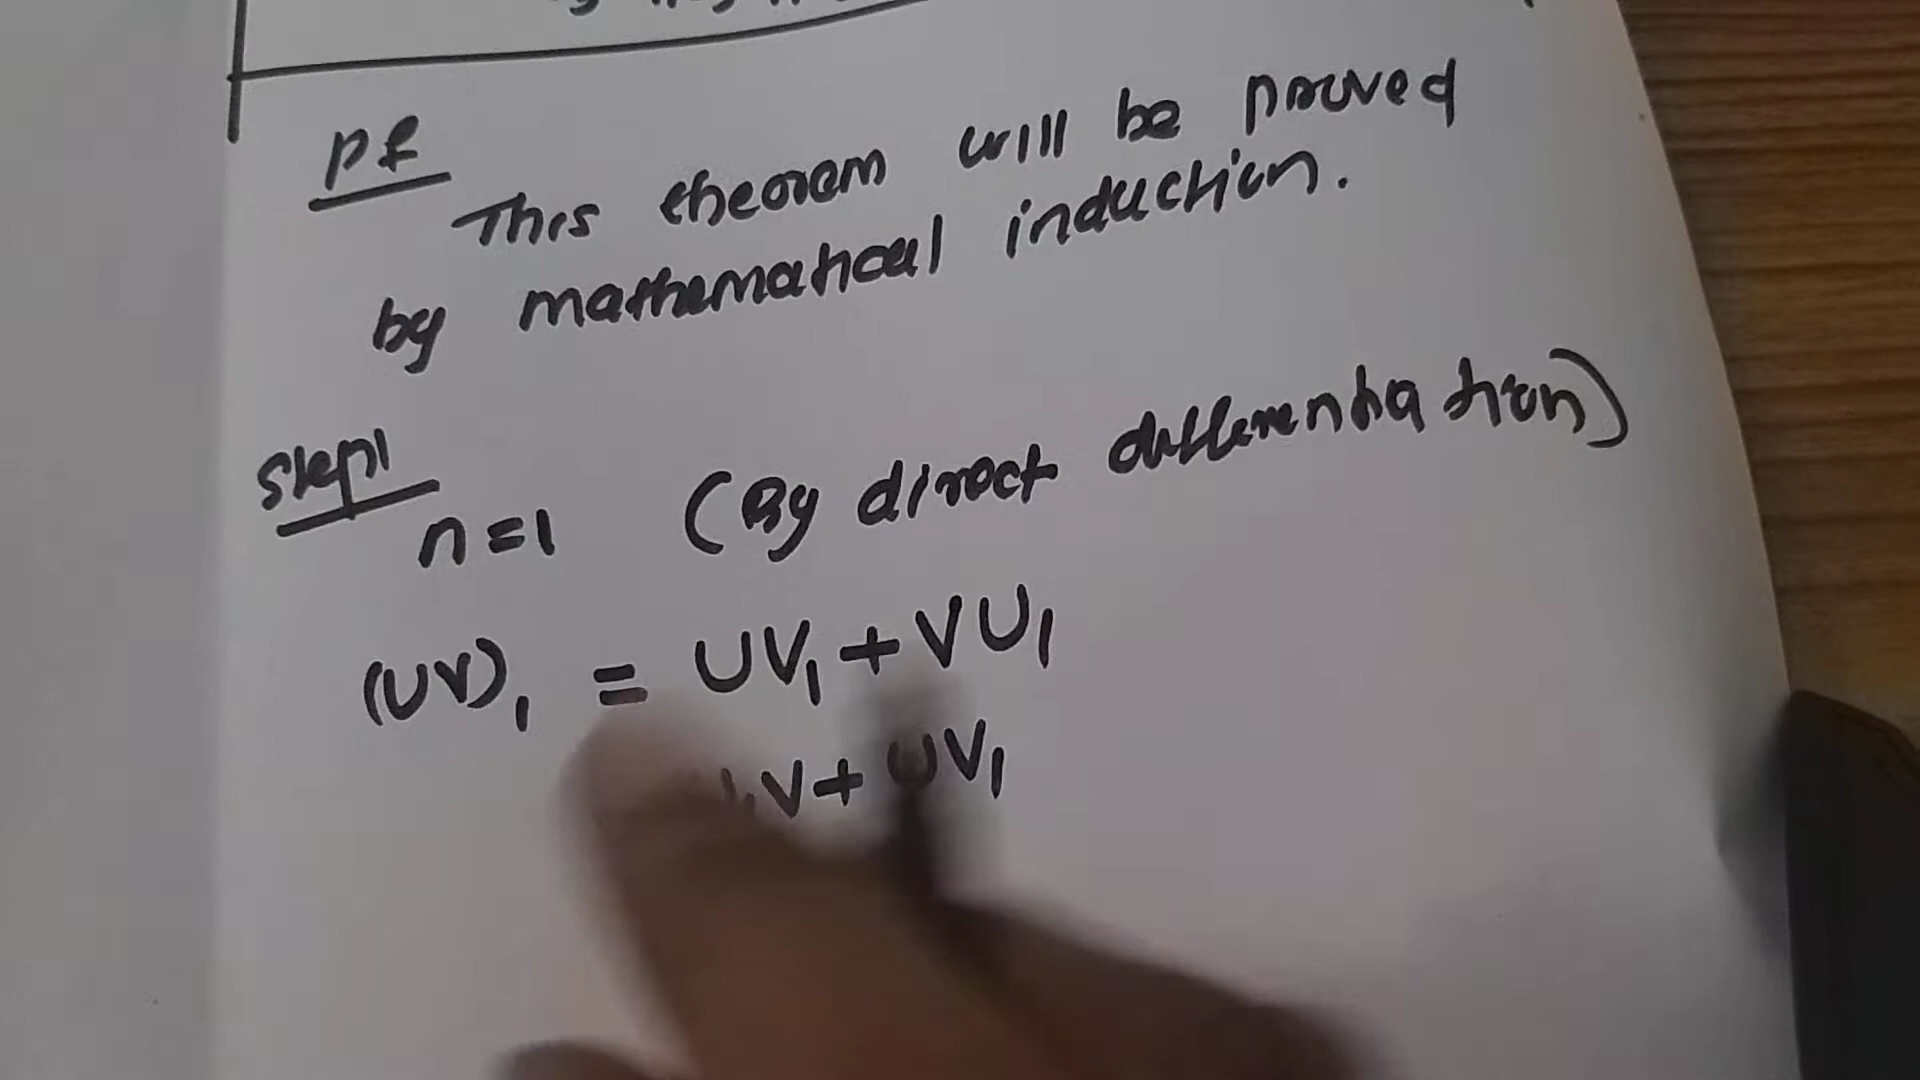 Pf
This theorem will be proved
by mathematical induction.
Step1
n=1 (By direct differentiation)
(UV)₁ = UV₁ + VU₁
V + UV₁